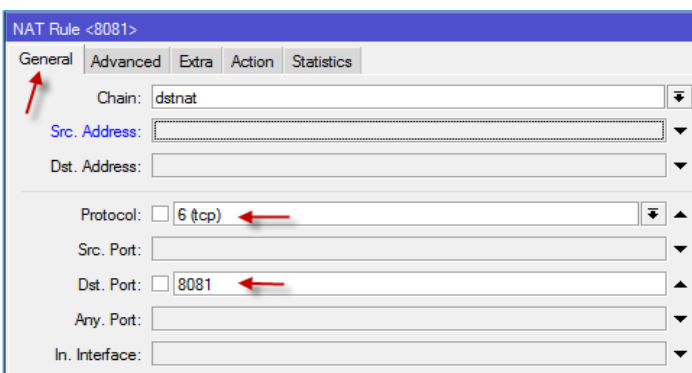 NAT Rule <8081>
General Advanced Extra Action Statistics
Chain: dstnat
Src. Address:
Dst. Address:
Protocol: 6 (tcp)
Src. Port:
Dst. Port: 8081
Any. Port:
In. Interface: